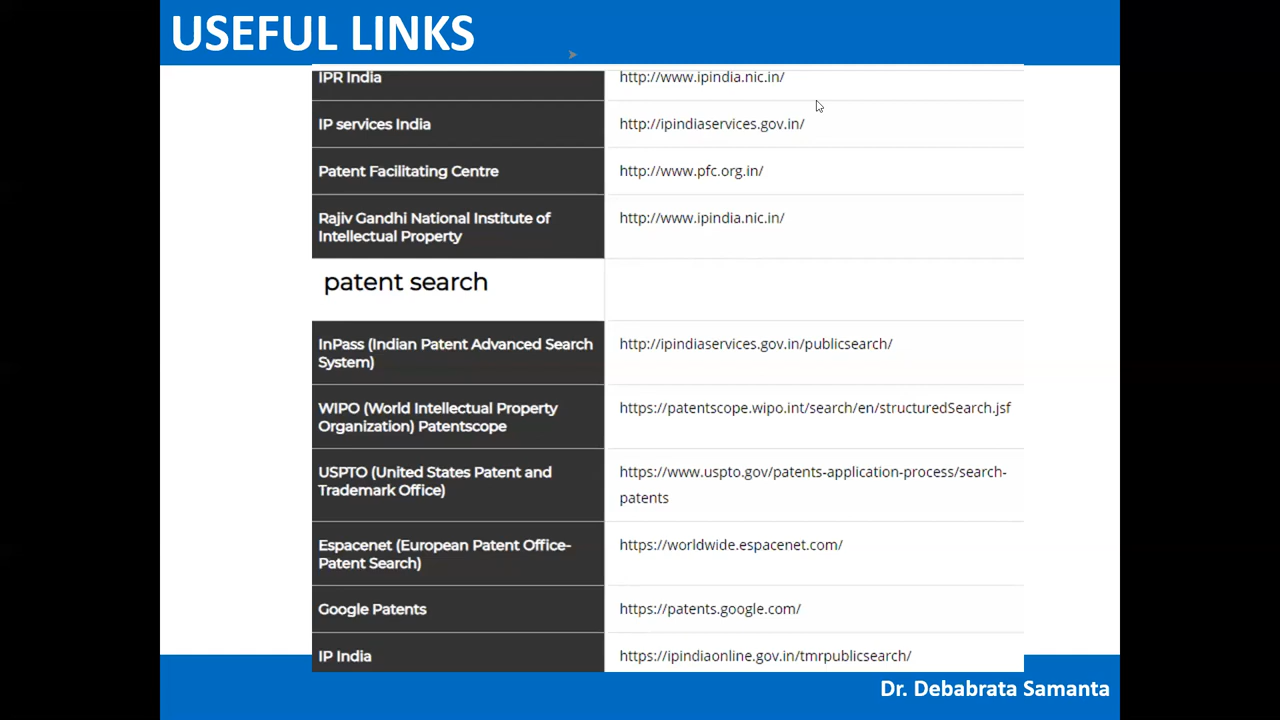 USEFUL LINKS
IPR India http://www.ipindia.nic.in/
IP services India http://ipindiaservices.gov.in/
Patent Facilitating Centre http://www.pfc.org.in/
Rajiv Gandhi National Institute of http://www.ipindia.nic.in/
Intellectual Property
patent search
InPass (Indian Patent Advanced Search http://ipindiaservices.gov.in/publicsearch/
System)
WIPO (World Intellectual Property https://patentscope.wipo.int/search/en/structuredSearch.jsf
Organization) Patentscope
USPTO (United States Patent and https://www.uspto.gov/patents-application-process/search-
Trademark Office) patents
Espacenet (European Patent Office- https://worldwide.espacenet.com/
Patent Search)
Google Patents https://patents.google.com/
IP India https://ipindiaonline.gov.in/tmrpublicsearch/
Dr. Debabrata Samanta